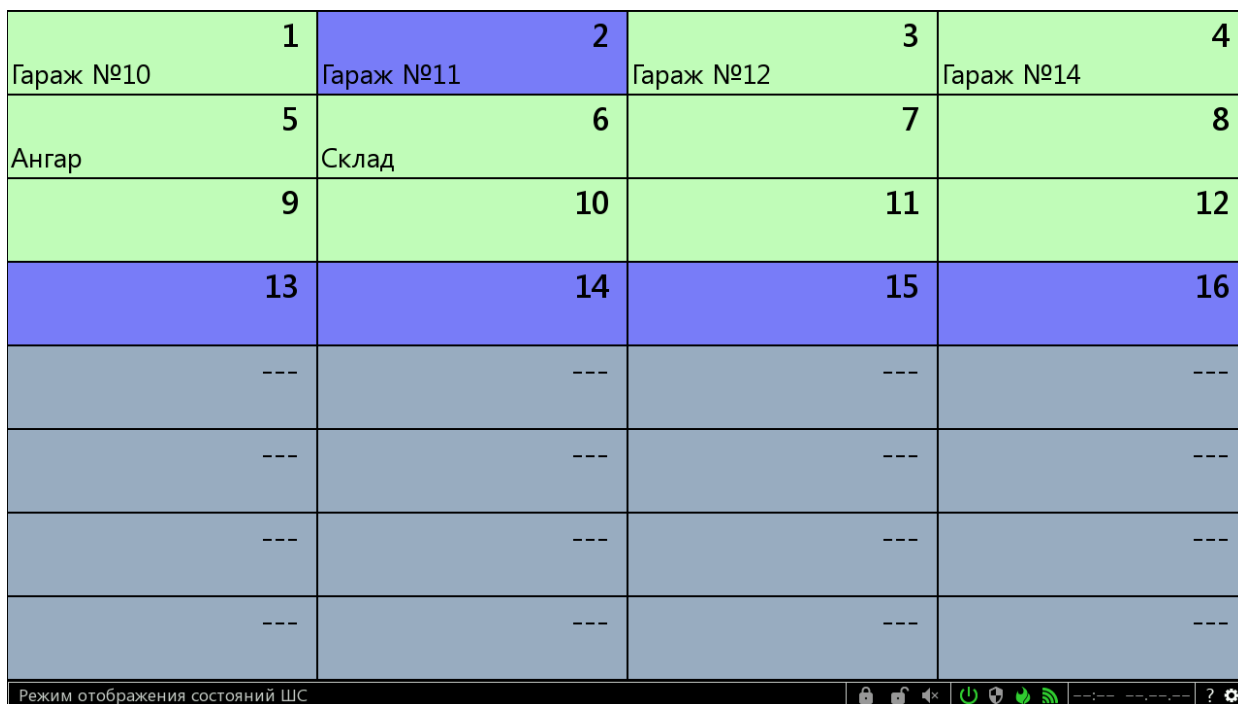 1 2 3 4
Гараж №10 Гараж №11 Гараж №12 Гараж №14
5 6 7 8
Ангар Склад
9 10 11 12
13 14 15 16
--- --- --- ---
--- --- --- ---
--- --- --- ---
--- --- --- ---
Режим отображения состояний ШС --:-- --.--.-- ?